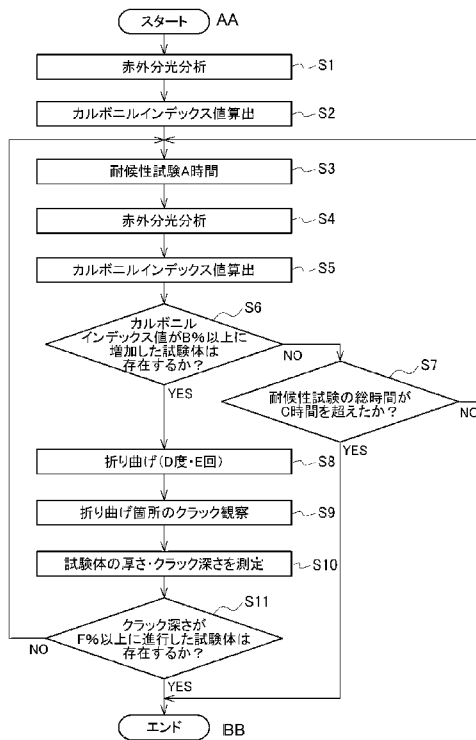 スタート AA
赤外分光分析 S1
カルボニルインデックス値算出 S2
耐候性試験A時間 S3
赤外分光分析 S4
カルボニルインデックス値算出 S5
S6
カルボニル
インデックス値がB%以上に
増加した試験体は
存在するか?
NO
YES
S7
耐候性試験の総時間が
C時間を超えたか?
NO
YES
折り曲げ(D度・E回) S8
折り曲げ箇所のクラック観察 S9
試験体の厚さ・クラック深さを測定 S10
S11
クラック深さが
F%以上に進行した試験体は
存在するか?
NO
YES
エンド BB